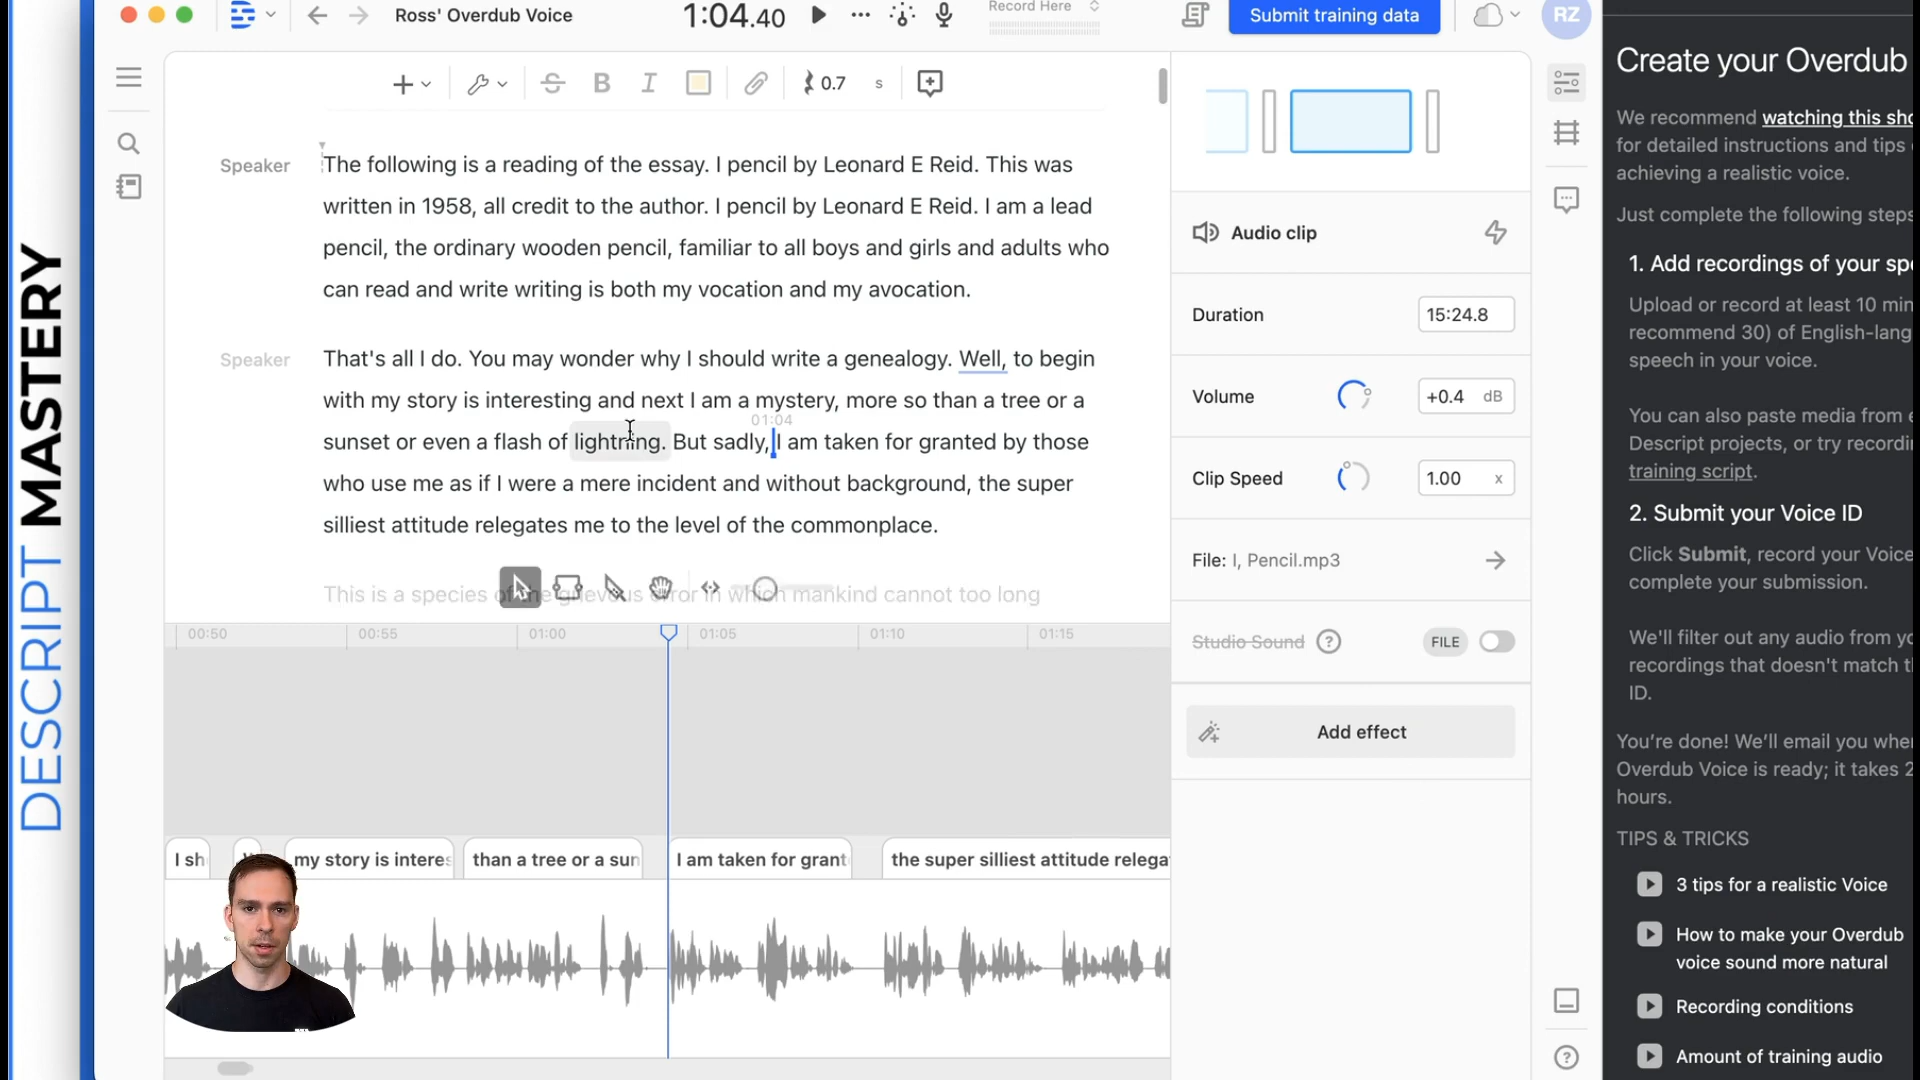 DESCRIPT MASTERY
Ross' Overdub Voice
1:04.40
Record Here
Submit training data
RZ
0.7 s
Speaker
The following is a reading of the essay. I pencil by Leonard E Reid. This was
written in 1958, all credit to the author. I pencil by Leonard E Reid. I am a lead
pencil, the ordinary wooden pencil, familiar to all boys and girls and adults who
can read and write writing is both my vocation and my avocation.
Speaker
That's all I do. You may wonder why I should write a genealogy. Well, to begin
with my story is interesting and next I am a mystery, more so than a tree or a
01:04
sunset or even a flash of lightning. But sadly, I am taken for granted by those
who use me as if I were a mere incident and without background, the super
silliest attitude relegates me to the level of the commonplace.
This is a species of the grievous error in which mankind cannot too long
00:50 00:55 01:00 01:05 01:10 01:15
I sh
my story is interes
than a tree or a sun
I am taken for grant
the super silliest attitude relega
Audio clip
Duration 15:24.8
Volume +0.4 dB
Clip Speed 1.00 x
File: I, Pencil.mp3
Studio Sound ? FILE
Add effect
Create your Overdub
We recommend watching this sho
for detailed instructions and tips
achieving a realistic voice.
Just complete the following steps
1. Add recordings of your spe
Upload or record at least 10 min
recommend 30) of English-lang
speech in your voice.
You can also paste media from
Descript projects, or try recordi
training script.
2. Submit your Voice ID
Click Submit, record your Voice
complete your submission.
We'll filter out any audio from yo
recordings that doesn't match t
ID.
You're done! We'll email you whe
Overdub Voice is ready; it takes 2
hours.
TIPS & TRICKS
3 tips for a realistic Voice
How to make your Overdub
voice sound more natural
Recording conditions
Amount of training audio